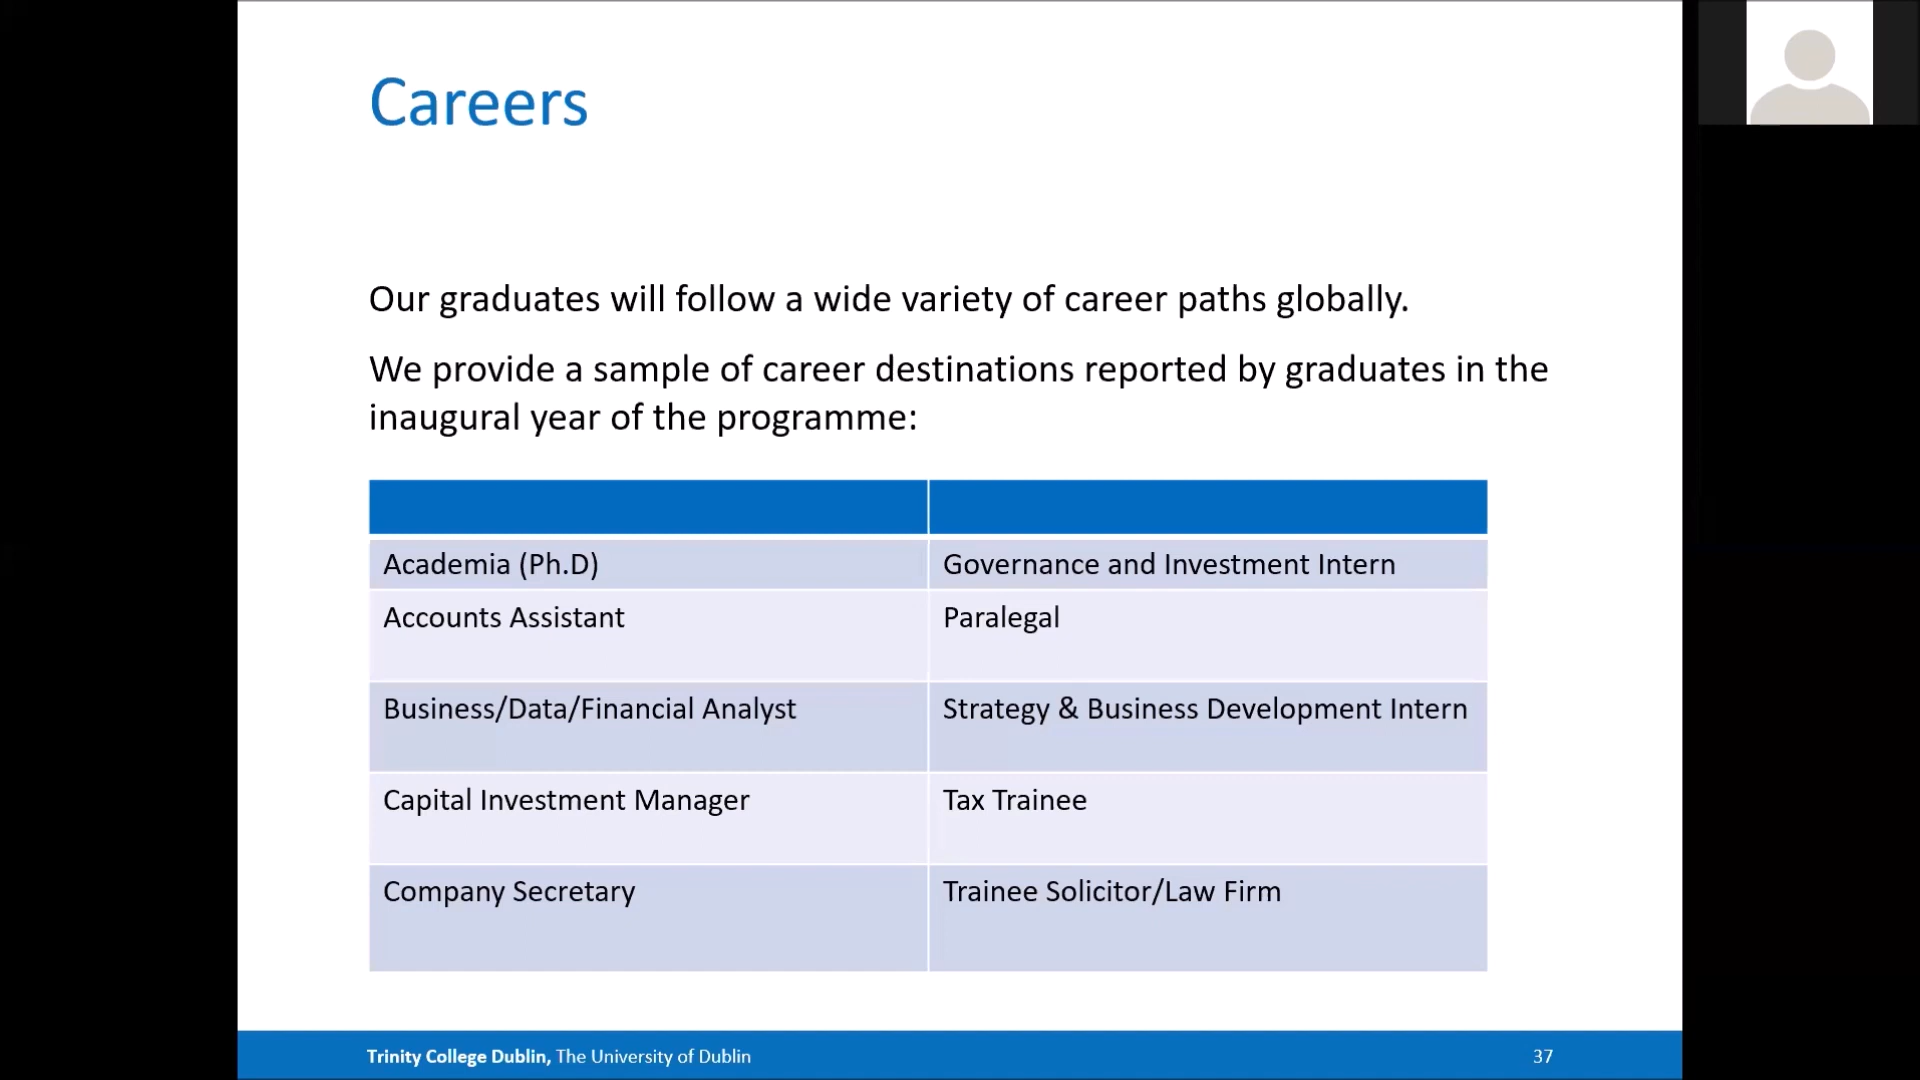 Careers
Our graduates will follow a wide variety of career paths globally.
We provide a sample of career destinations reported by graduates in the
inaugural year of the programme:
Academia (Ph.D)
Governance and Investment Intern
Accounts Assistant
Paralegal
Business/Data/Financial Analyst
Strategy & Business Development Intern
Capital Investment Manager
Tax Trainee
Company Secretary
Trainee Solicitor/Law Firm
Trinity College Dublin, The University of Dublin
37